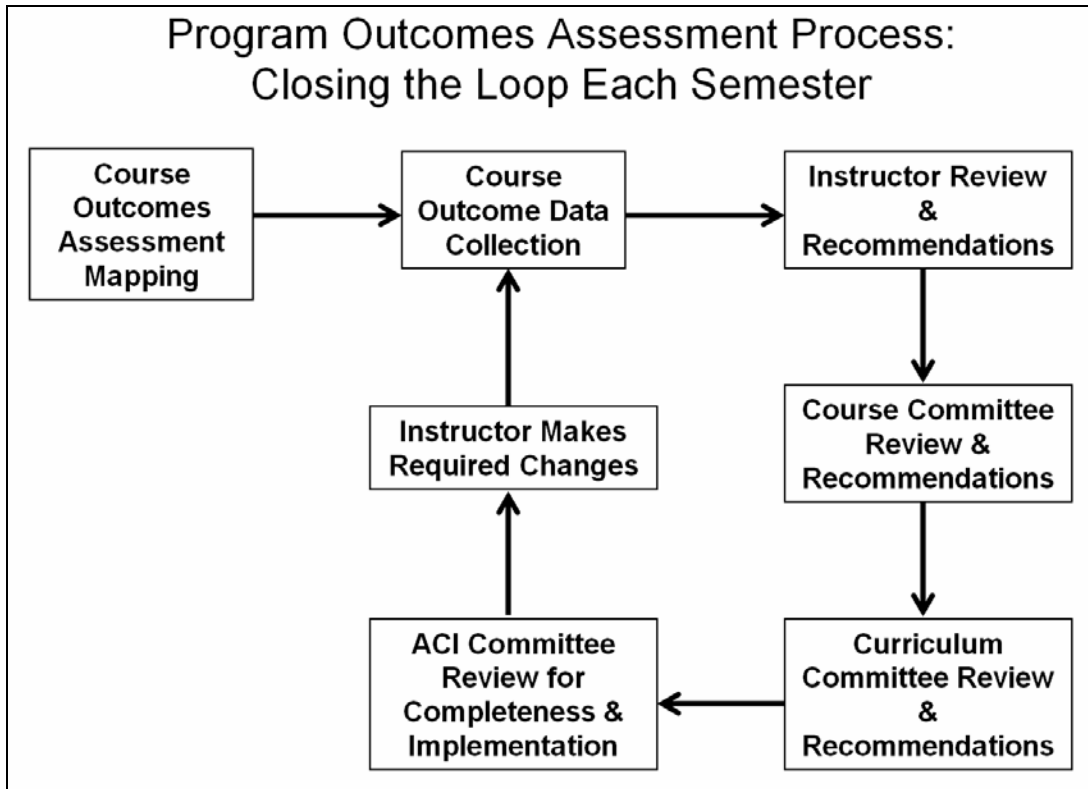 Program Outcomes Assessment Process:
Closing the Loop Each Semester
Course
Outcomes
Assessment
Mapping
Course
Outcome Data
Collection
Instructor Review
&
Recommendations
Course Committee
Review &
Recommendations
Curriculum
Committee Review
&
Recommendations
ACI Committee
Review for
Completeness &
Implementation
Instructor Makes
Required Changes